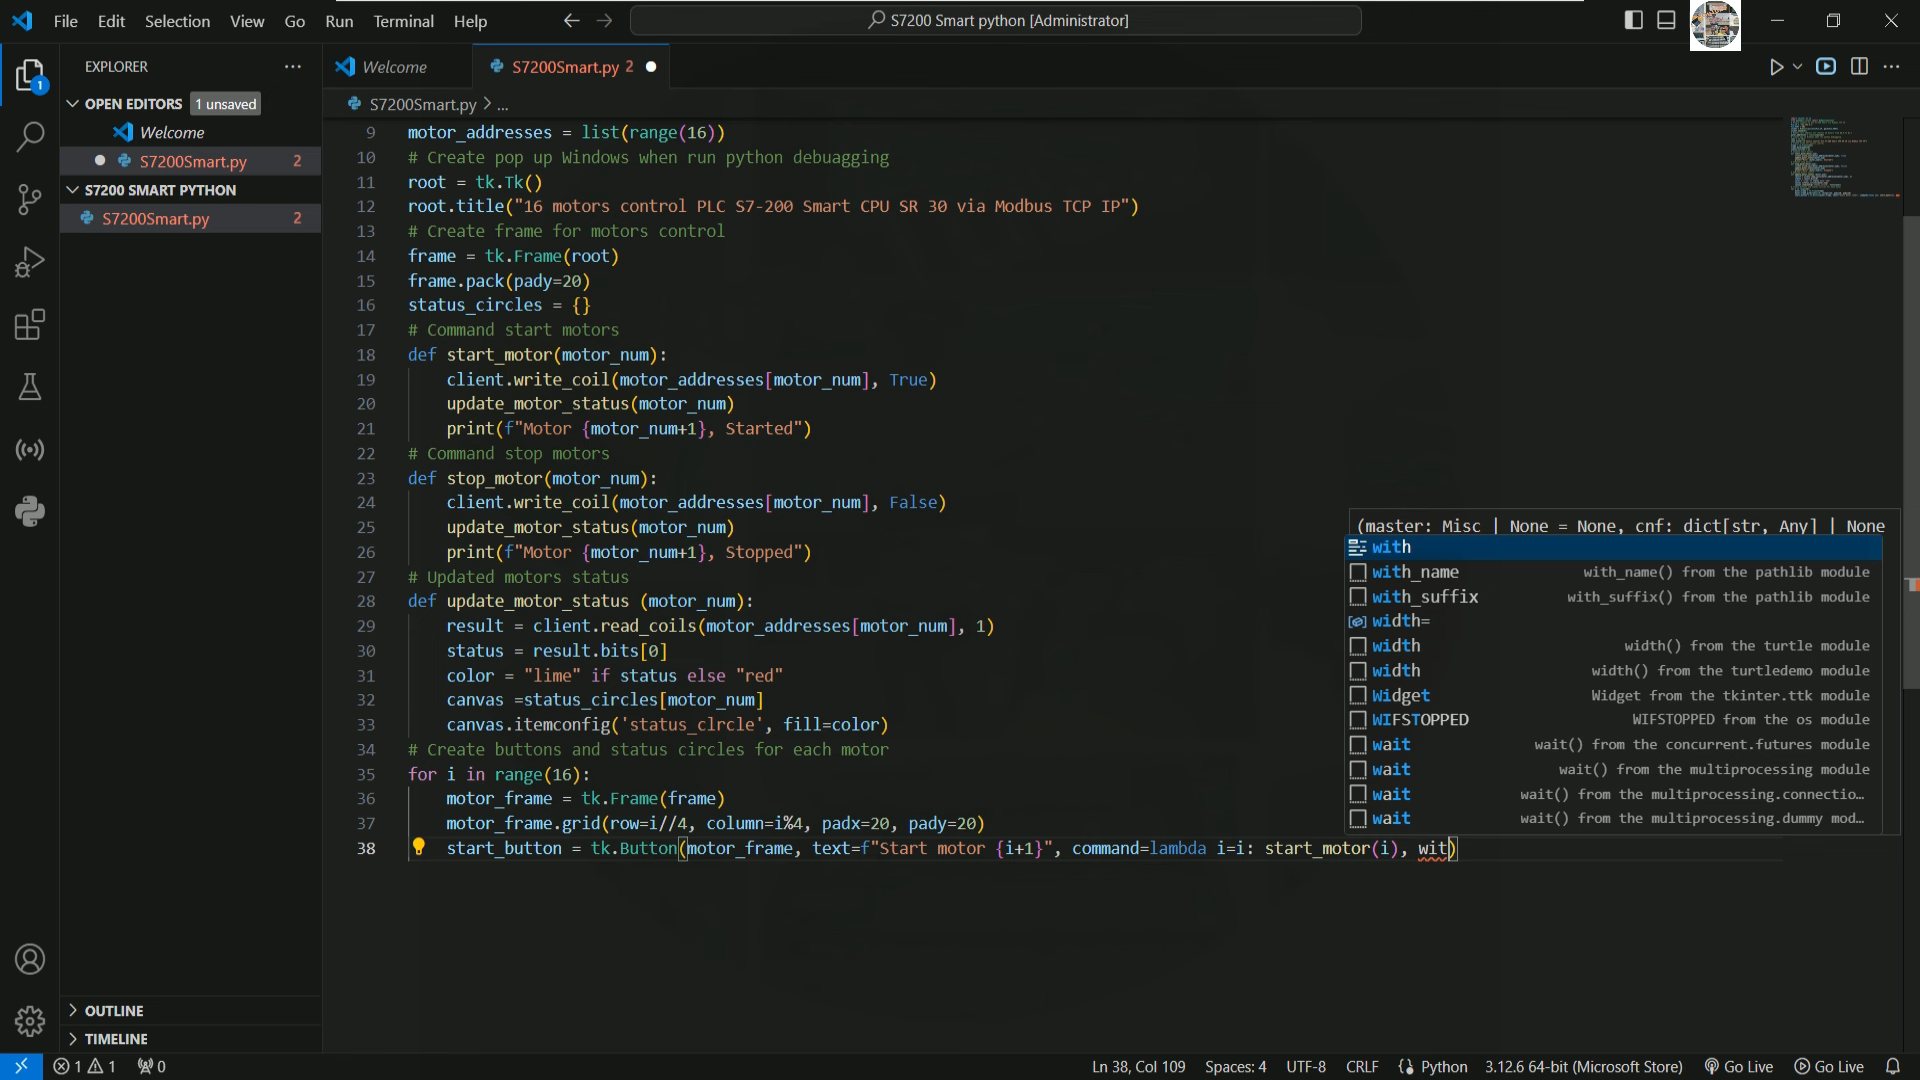 File Edit Selection View Go Run Terminal Help
S7200 Smart python [Administrator]
EXPLORER
OPEN EDITORS 1 unsaved
Welcome
S7200Smart.py 2
S7200 SMART PYTHON
S7200Smart.py 2
OUTLINE
TIMELINE
1
Welcome
S7200Smart.py 2
S7200Smart.py > ...
9 motor_addresses = list(range(16))
10 # Create pop up Windows when run python debuagging
11 root = tk.Tk()
12 root.title("16 motors control PLC S7-200 Smart CPU SR 30 via Modbus TCP IP")
13 # Create frame for motors control
14 frame = tk.Frame(root)
15 frame.pack(pady=20)
16 status_circles = {}
17 # Command start motors
18 def start_motor(motor_num):
19 client.write_coil(motor_addresses[motor_num], True)
20 update_motor_status(motor_num)
21 print(f"Motor {motor_num+1}, Started")
22 # Command stop motors
23 def stop_motor(motor_num):
24 client.write_coil(motor_addresses[motor_num], False)
25 update_motor_status(motor_num)
26 print(f"Motor {motor_num+1}, Stopped")
27 # Updated motors status
28 def update_motor_status (motor_num):
29 result = client.read_coils(motor_addresses[motor_num], 1)
30 status = result.bits[0]
31 color = "lime" if status else "red"
32 canvas =status_circles[motor_num]
33 canvas.itemconfig('status_clrcle', fill=color)
34 # Create buttons and status circles for each motor
35 for i in range(16):
36 motor_frame = tk.Frame(frame)
37 motor_frame.grid(row=i//4, column=i%4, padx=20, pady=20)
38 start_button = tk.Button(motor_frame, text=f"Start motor {i+1}", command=lambda i=i: start_motor(i), wit)
(master: Misc | None = None, cnf: dict[str, Any] | None
with
with_name with_name() from the pathlib module
with_suffix with_suffix() from the pathlib module
width=
width width() from the turtle module
width width() from the turtledemo module
Widget Widget from the tkinter.ttk module
WIFSTOPPED WIFSTOPPED from the os module
wait wait() from the concurrent.futures module
wait wait() from the multiprocessing module
wait wait() from the multiprocessing.connectio…
wait wait() from the multiprocessing.dummy mod…
1 1 0
Ln 38, Col 109 Spaces: 4 UTF-8 CRLF Python 3.12.6 64-bit (Microsoft Store) Go Live Go Live